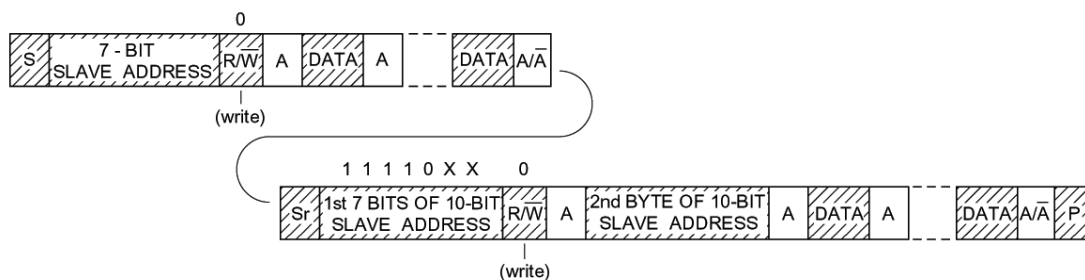 0
S 7 - BIT SLAVE ADDRESS R/W̅ A DATA A DATA A/A̅
(write)
1 1 1 1 0 X X 0
Sr 1st 7 BITS OF 10-BIT SLAVE ADDRESS R/W̅ A 2nd BYTE OF 10-BIT SLAVE ADDRESS A DATA A DATA A/A̅ P
(write)